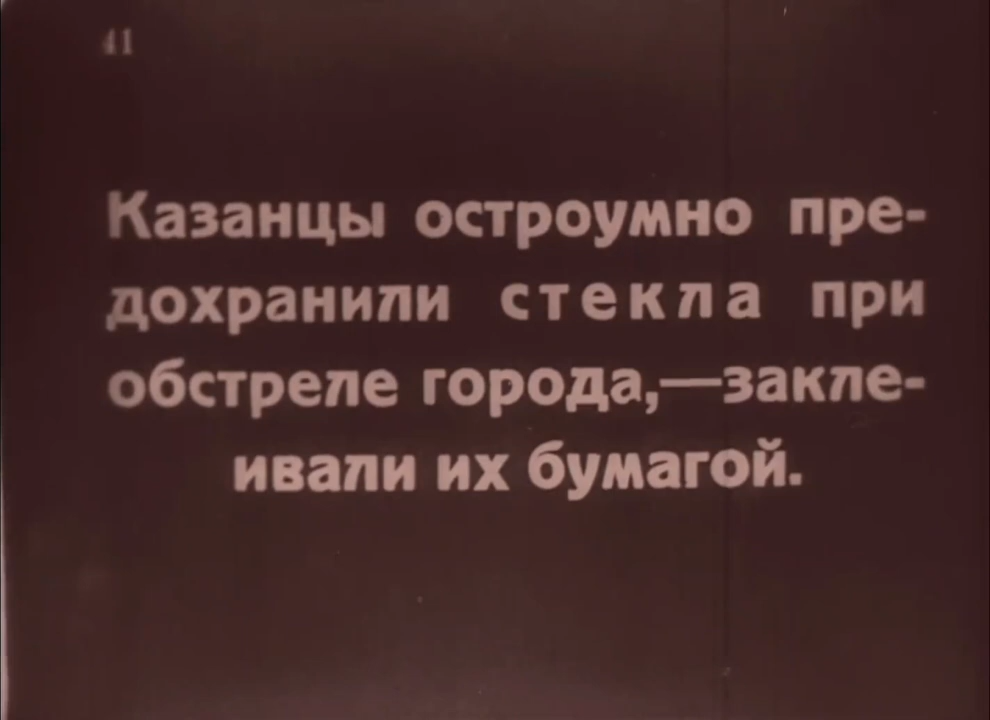 41
Казанцы остроумно пре-
дохранили стекла при
обстреле города,—закле-
ивали их бумагой.